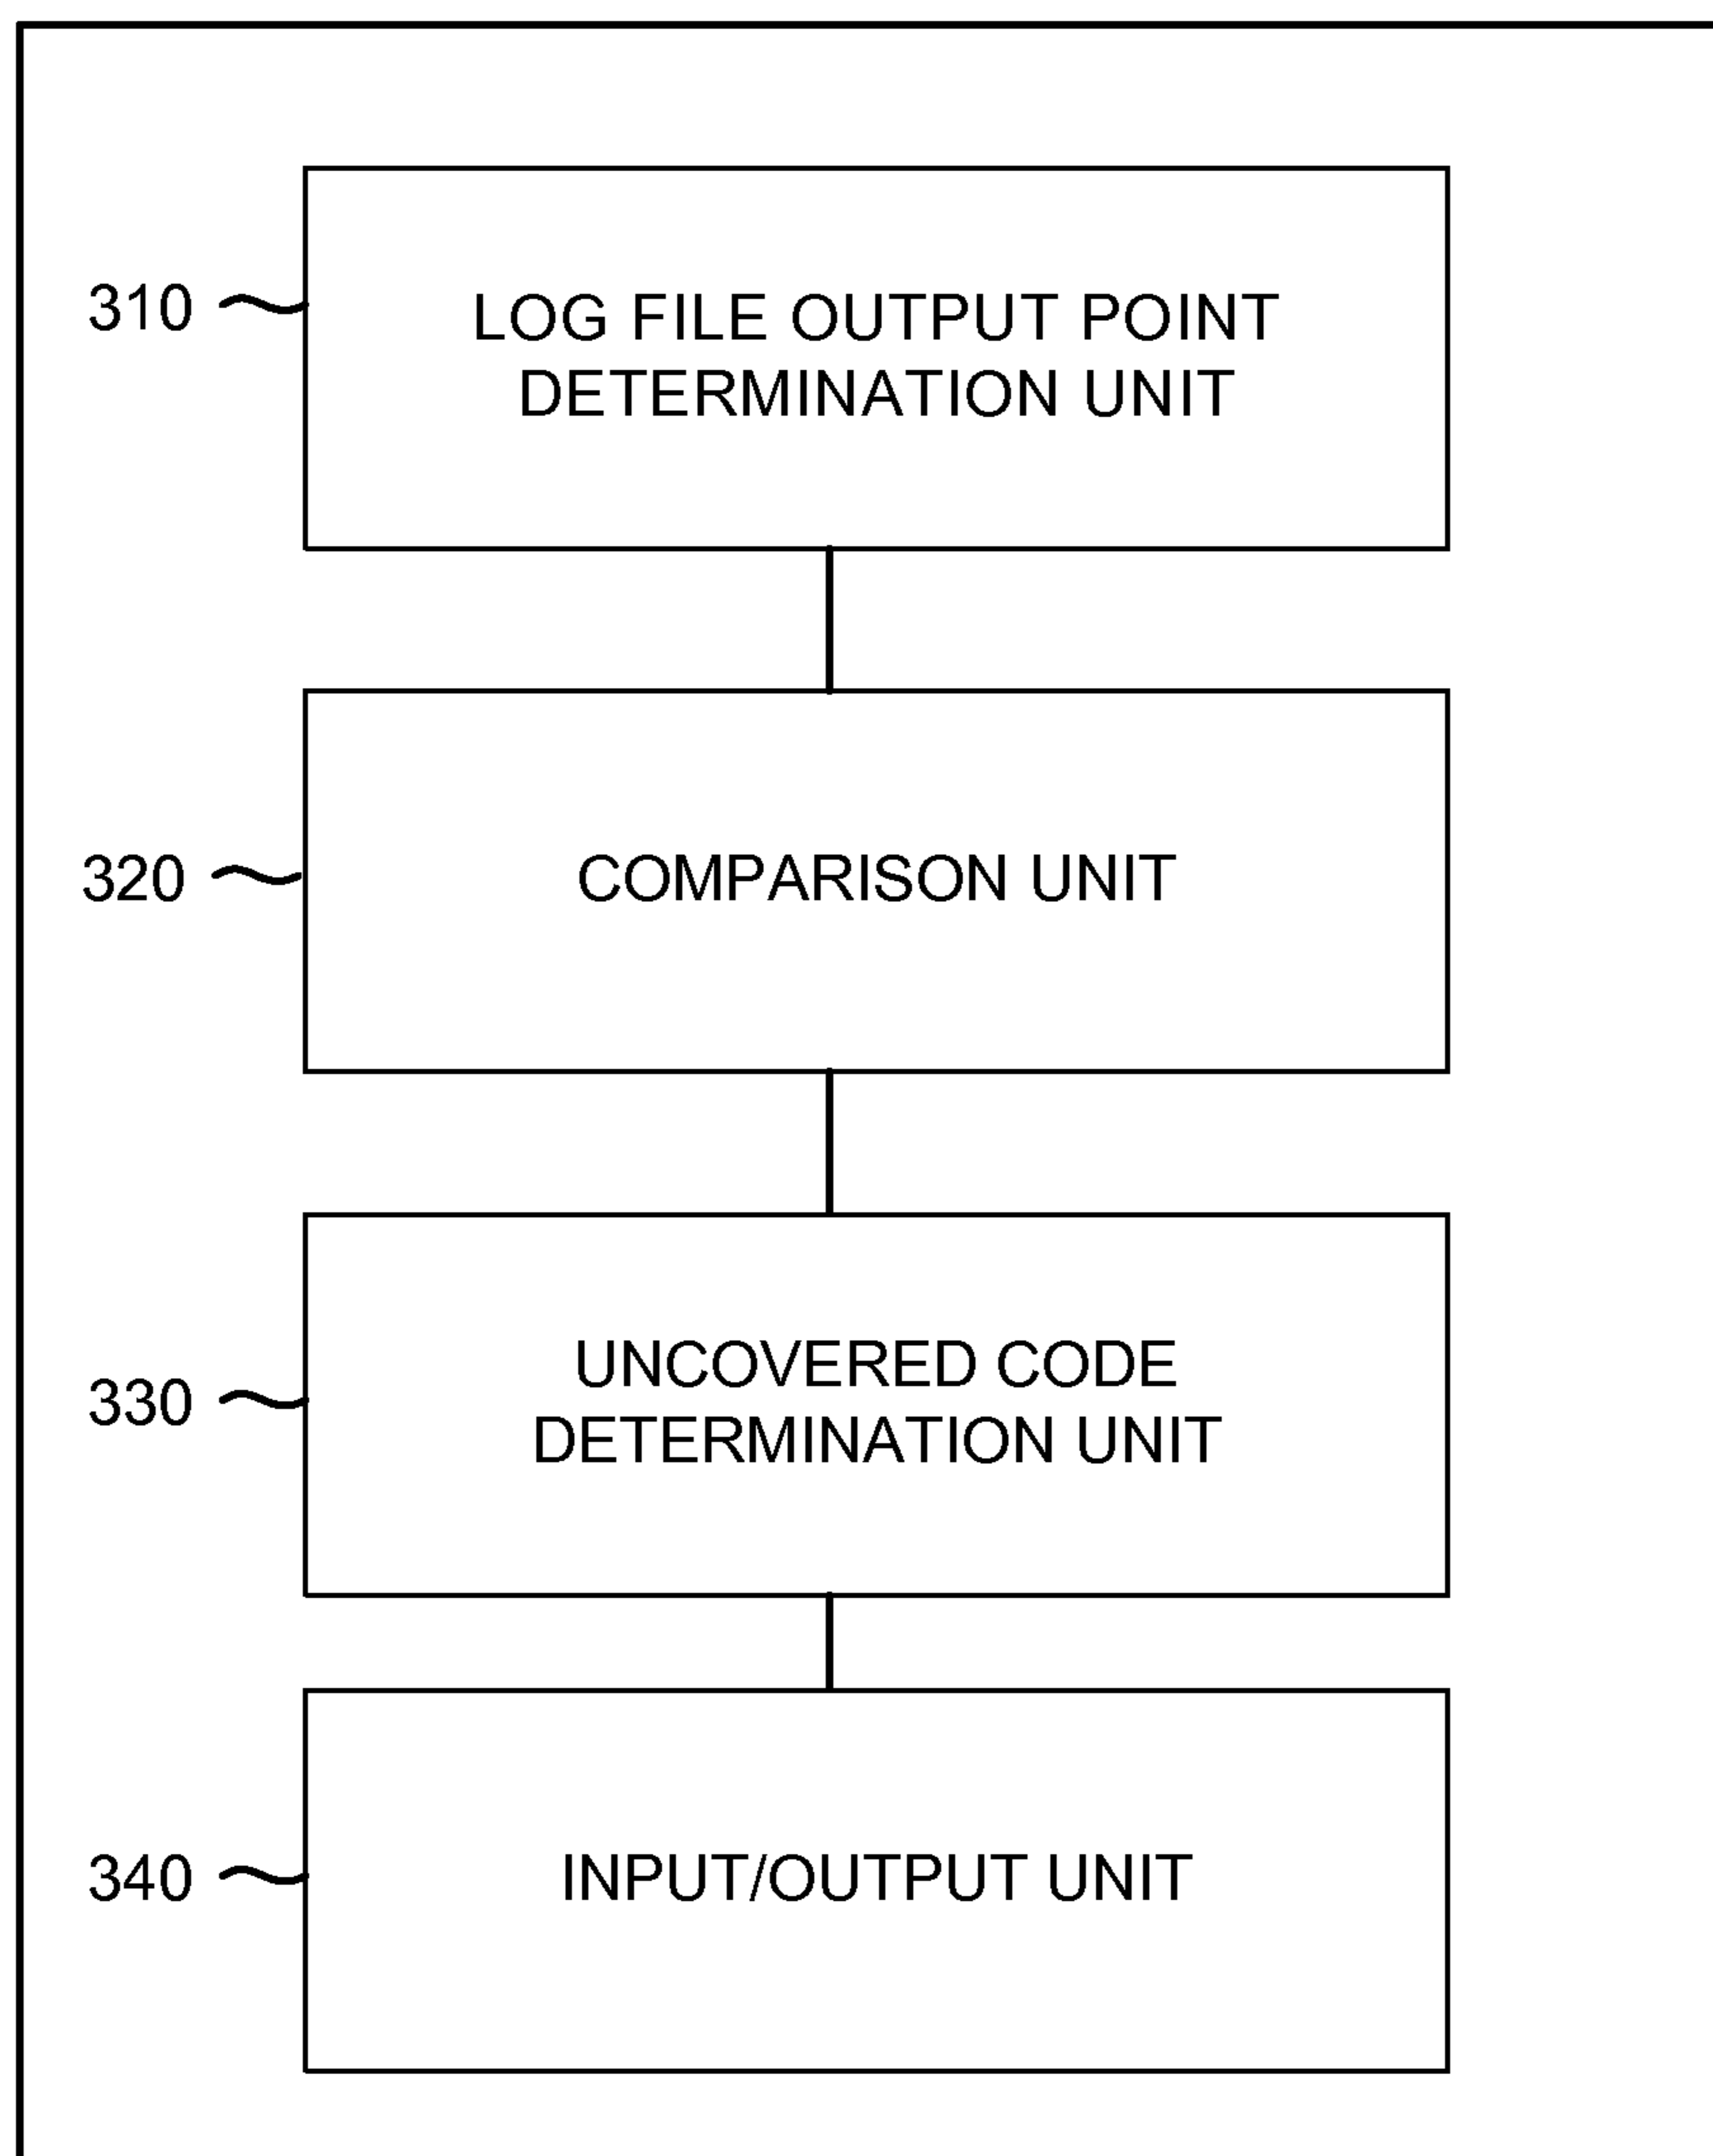 310
LOG FILE OUTPUT POINT
DETERMINATION UNIT
320
COMPARISON UNIT
330
UNCOVERED CODE
DETERMINATION UNIT
340
INPUT/OUTPUT UNIT